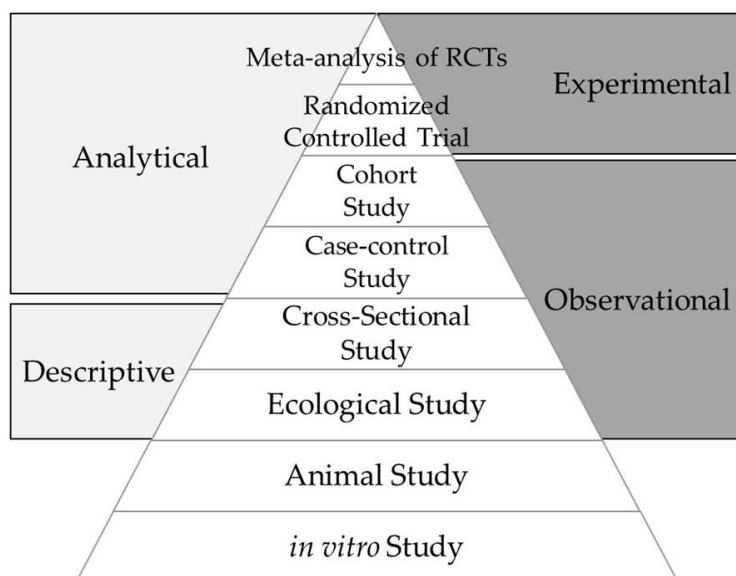 Meta-analysis of RCTs
Experimental
Randomized
Controlled Trial
Analytical
Cohort
Study
Case-control
Study
Observational
Cross-Sectional
Study
Descriptive
Ecological Study
Animal Study
in vitro Study